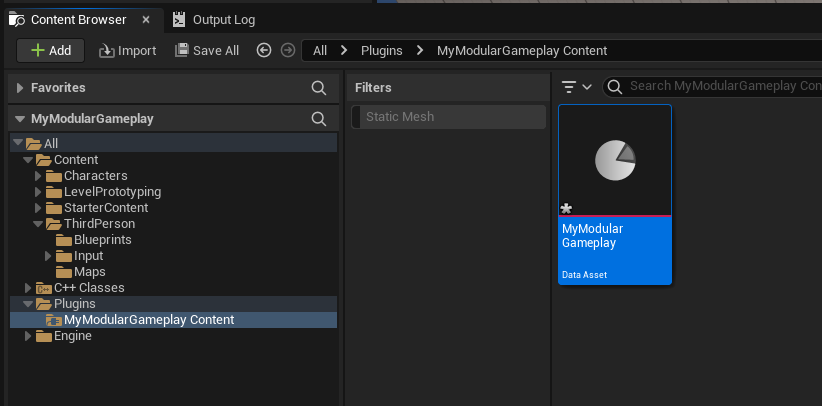 Content Browser
Output Log
Add
Import
Save All
All
Plugins
MyModularGameplay Content
Favorites
Filters
Search MyModularGameplay Con
MyModularGameplay
Static Mesh
All
Content
Characters
LevelPrototyping
StarterContent
ThirdPerson
Blueprints
Input
Maps
C++ Classes
Plugins
MyModularGameplay Content
Engine
MyModular
Gameplay
Data Asset